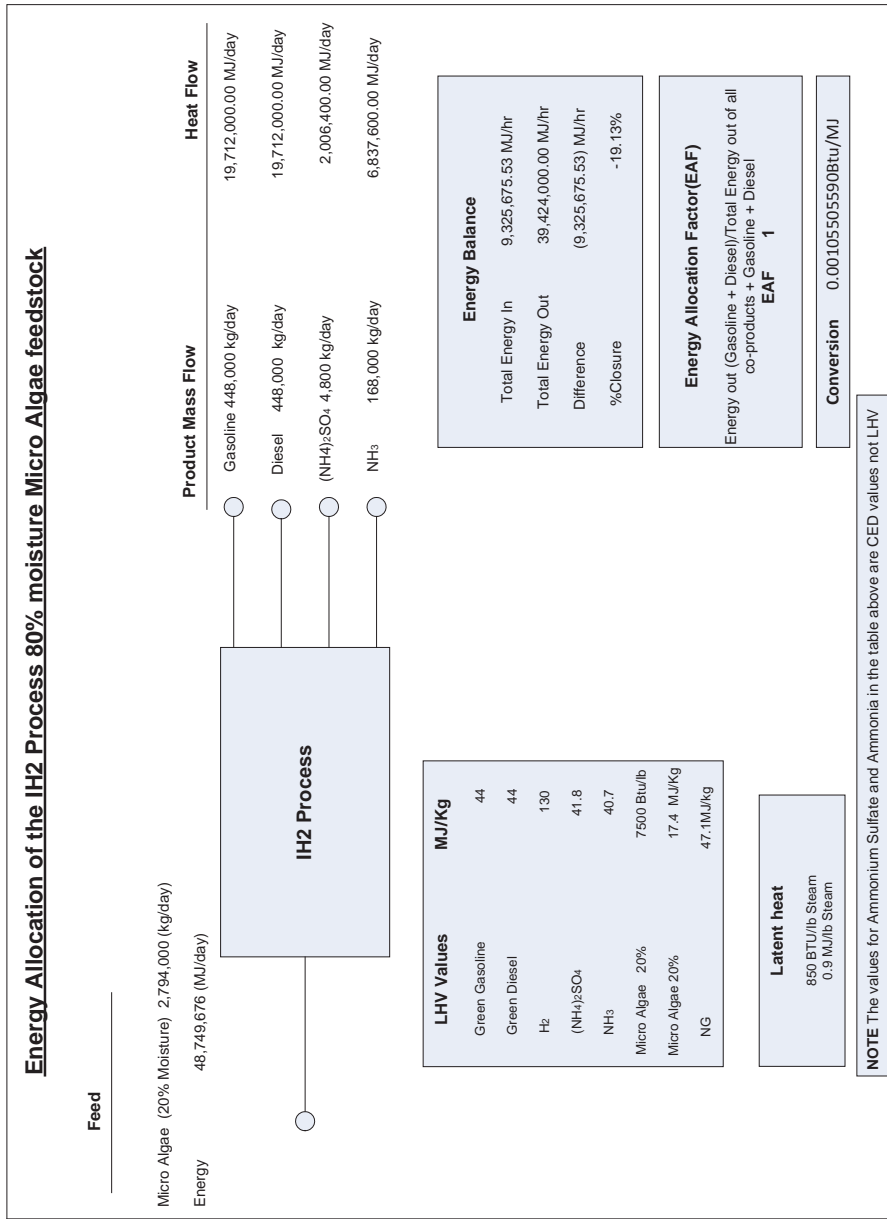 Energy Allocation of the IH2 Process 80% moisture Micro Algae feedstock
Feed
Micro Algae (20% Moisture) 2,794,000 (kg/day)
Energy 48,749,676 (MJ/day)
IH2 Process
Product Mass Flow Heat Flow
Gasoline 448,000 kg/day 19,712,000.00 MJ/day
Diesel 448,000 kg/day 19,712,000.00 MJ/day
(NH4)2SO4 4,800 kg/day 2,006,400.00 MJ/day
NH3 168,000 kg/day 6,837,600.00 MJ/day
LHV Values MJ/Kg
Green Gasoline 44
Green Diesel 44
H2 130
(NH4)2SO4 41.8
NH3 40.7
Micro Algae 20% 7500 Btu/lb
Micro Algae 20% 17.4 MJ/Kg
NG 47.1MJ/kg
Energy Balance
Total Energy In 9,325,675.53 MJ/hr
Total Energy Out 39,424,000.00 MJ/hr
Difference (9,325,675.53) MJ/hr
%Closure -19.13%
Latent heat
850 BTU/lb Steam
0.9 MJ/lb Steam
Energy Allocation Factor(EAF)
Energy out (Gasoline + Diesel)/Total Energy out of all
co-products + Gasoline + Diesel
EAF 1
Conversion 0.00105505590Btu/MJ
NOTE The values for Ammonium Sulfate and Ammonia in the table above are CED values not LHV